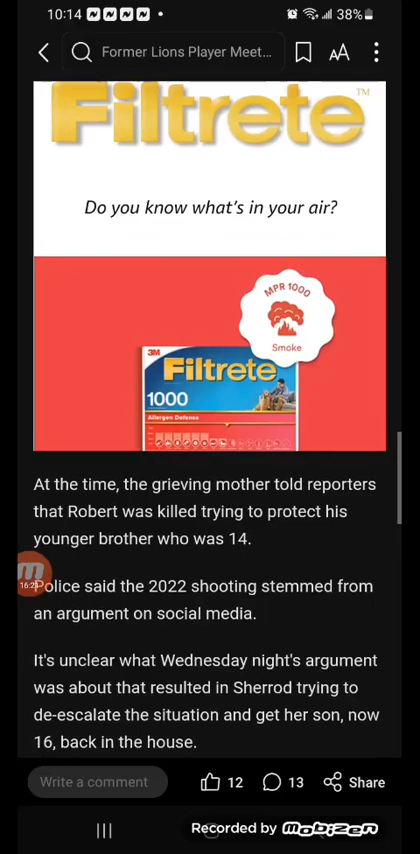 10:14
38%
Former Lions Player Meet...
AA
Filtrete™
Do you know what's in your air?
MPR 1000
Smoke
3M
Filtrete
1000
Allergen Defense
At the time, the grieving mother told reporters
that Robert was killed trying to protect his
younger brother who was 14.
16:25
Police said the 2022 shooting stemmed from
an argument on social media.
It's unclear what Wednesday night's argument
was about that resulted in Sherrod trying to
de-escalate the situation and get her son, now
16, back in the house.
Write a comment
12
13
Share
Recorded by mobizen